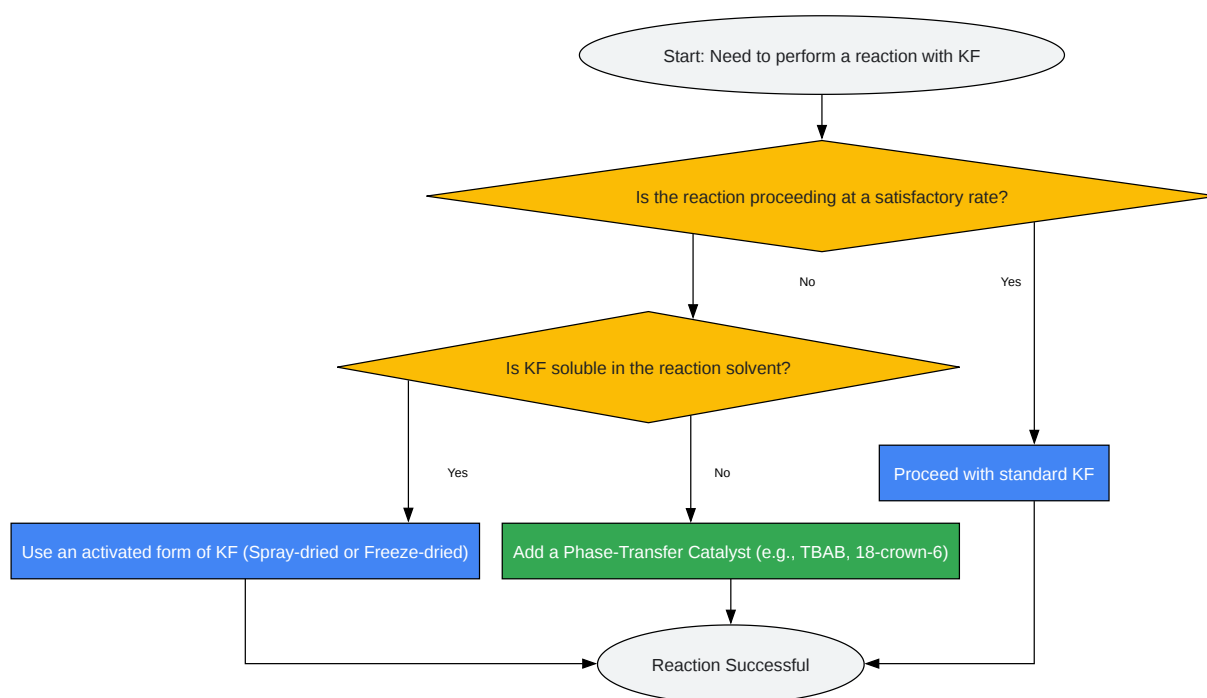 Start: Need to perform a reaction with KF
Is the reaction proceeding at a satisfactory rate?
No
Yes
Is KF soluble in the reaction solvent?
Yes
No
Proceed with standard KF
Use an activated form of KF (Spray-dried or Freeze-dried)
Add a Phase-Transfer Catalyst (e.g., TBAB, 18-crown-6)
Reaction Successful